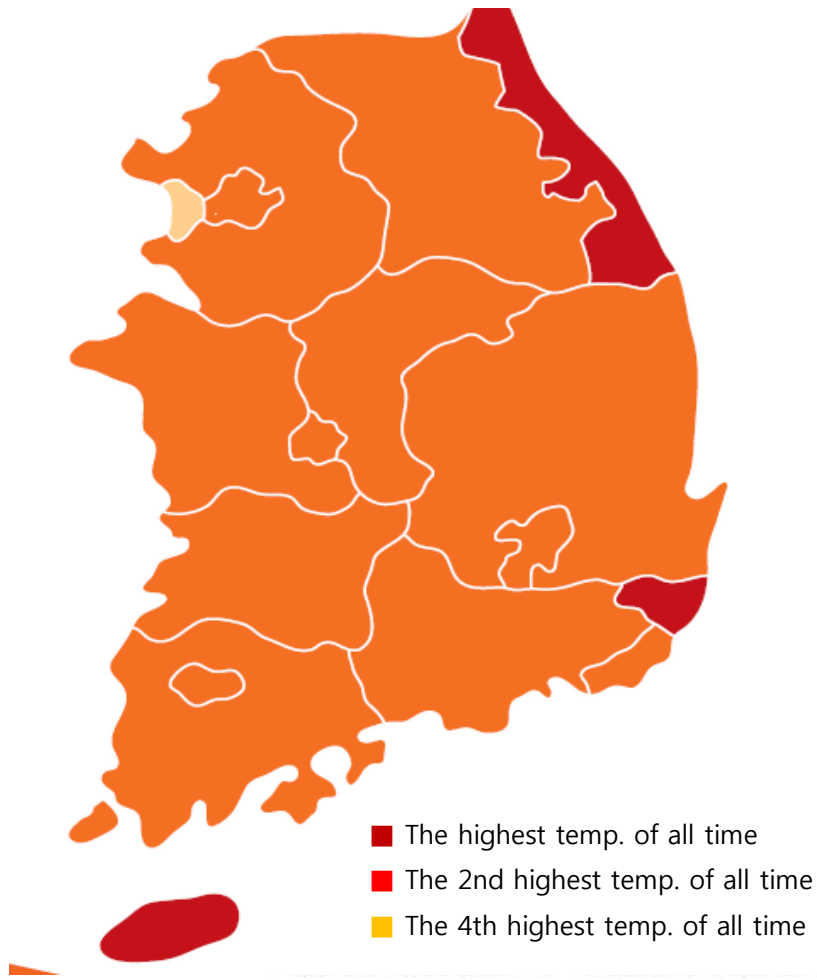 The highest temp. of all time
The 2nd highest temp. of all time
The 4th highest temp. of all time